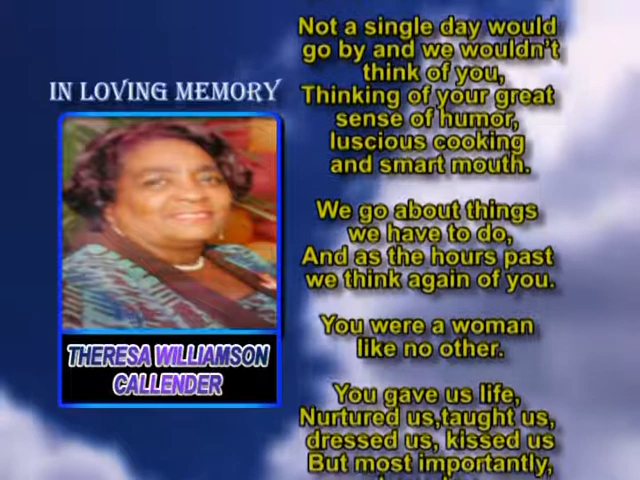 IN LOVING MEMORY
THERESA WILLIAMSON
CALLENDER
Not a single day would
go by and we wouldn't
think of you,
Thinking of your great
sense of humor,
luscious cooking
and smart mouth.
We go about things
we have to do,
And as the hours past
we think again of you.
You were a woman
like no other.
You gave us life,
Nurtured us,taught us,
dressed us, kissed us
But most importantly,